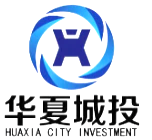 华夏城投
HUAXIA CITY INVESTMENT